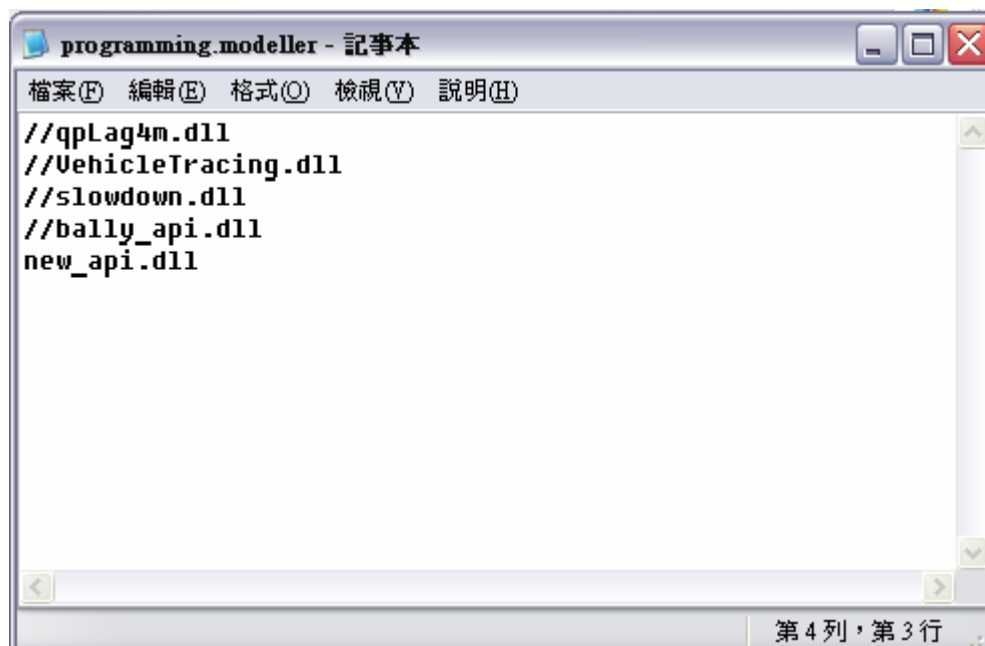 programming.modeller - 記事本
檔案(F) 編輯(E) 格式(O) 檢視(V) 說明(H)
//qpLag4m.dll
//VehicleTracing.dll
//slowdown.dll
//bally_api.dll
new_api.dll
第 4 列，第 3 行